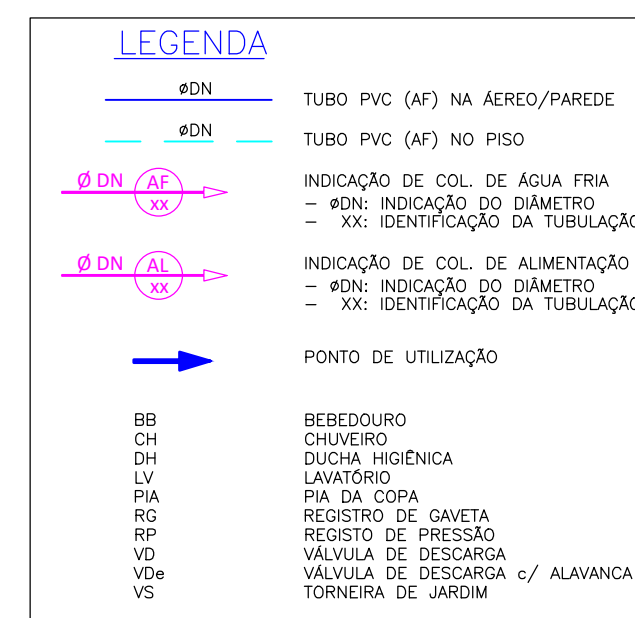 LEGENDA
øDN TUBO PVC (AF) NA ÁEREO/PAREDE
øDN TUBO PVC (AF) NO PISO
Ø DN AF XX INDICAÇÃO DE COL. DE ÁGUA FRIA
– øDN: INDICAÇÃO DO DIÂMETRO
– XX: IDENTIFICAÇÃO DA TUBULAÇÃO
Ø DN AL XX INDICAÇÃO DE COL. DE ALIMENTAÇÃO
– øDN: INDICAÇÃO DO DIÂMETRO
– XX: IDENTIFICAÇÃO DA TUBULAÇÃO
PONTO DE UTILIZAÇÃO
BB BEBEDOURO
CH CHUVEIRO
DH DUCHA HIGIÊNICA
LV LAVATÓRIO
PIA PIA DA COPA
RG REGISTRO DE GAVETA
RP REGISTO DE PRESSÃO
VD VÁLVULA DE DESCARGA
VDe VÁLVULA DE DESCARGA c/ ALAVANCA
VS TORNEIRA DE JARDIM